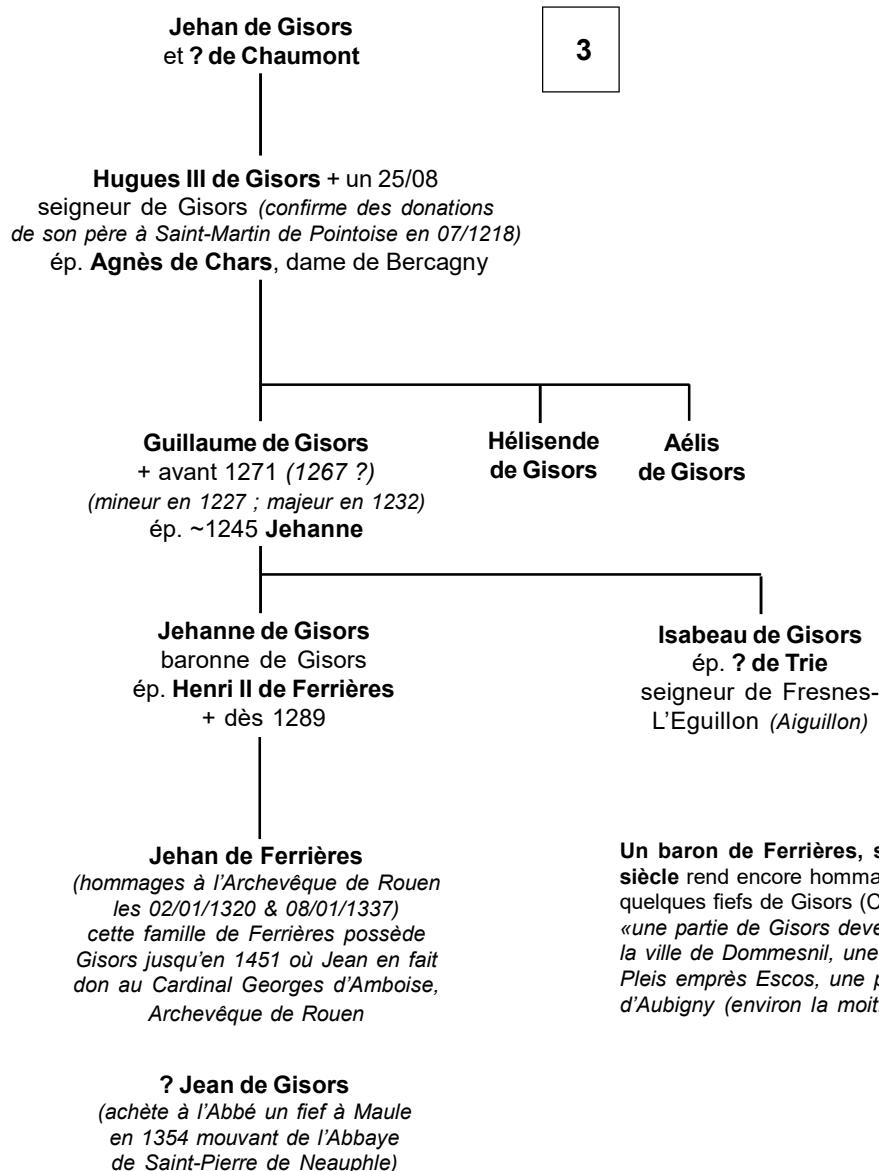 Jehan de Gisors
et ? de Chaumont
3
Hugues III de Gisors + un 25/08
seigneur de Gisors (confirme des donations
de son père à Saint-Martin de Pointoise en 07/1218)
ép. Agnès de Chars, dame de Bercagny
Guillaume de Gisors
+ avant 1271 (1267 ?)
(mineur en 1227 ; majeur en 1232)
ép. ~1245 Jehanne
Hélisende
de Gisors
Aélis
de Gisors
Jehanne de Gisors
baronne de Gisors
ép. Henri II de Ferrières
+ dès 1289
Isabeau de Gisors
ép. ? de Trie
seigneur de Fresnes-
L'Eguillon (Aiguillon)
Jehan de Ferrières
(hommages à l'Archevêque de Rouen
les 02/01/1320 & 08/01/1337)
cette famille de Ferrières possède
Gisors jusqu'en 1451 où Jean en fait
don au Cardinal Georges d'Amboise,
Archevêque de Rouen
Un baron de Ferrières,
siècle rend encore
quelques fiefs de Gisors
«une partie de Gisors
la ville de Dommesnil, une
Pleis emprès Escos, une
d'Aubigny (environ la
? Jean de Gisors
(achète à l'Abbé un fief à Maule
en 1354 mouvant de l'Abbaye
de Saint-Pierre de Neauphle)